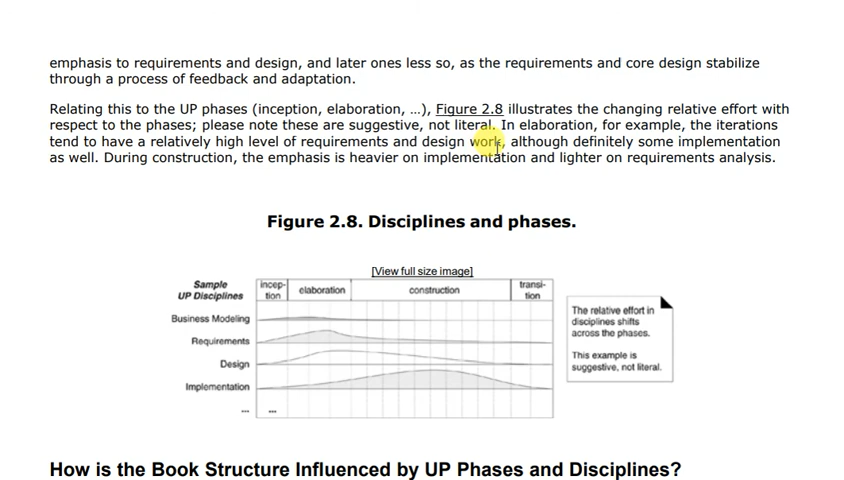 emphasis to requirements and design, and later ones less so, as the requirements and core design stabilize
through a process of feedback and adaptation.
Relating this to the UP phases (inception, elaboration, …), Figure 2.8 illustrates the changing relative effort with
respect to the phases; please note these are suggestive, not literal. In elaboration, for example, the iterations
tend to have a relatively high level of requirements and design work, although definitely some implementation
as well. During construction, the emphasis is heavier on implementation and lighter on requirements analysis.
Figure 2.8. Disciplines and phases.
[View full size image]
Sample
UP Disciplines
incep-
tion
elaboration
construction
transi-
tion
Business Modeling
Requirements
Design
Implementation
... ...
The relative effort in
disciplines shifts
across the phases.
This example is
suggestive, not literal.
How is the Book Structure Influenced by UP Phases and Disciplines?